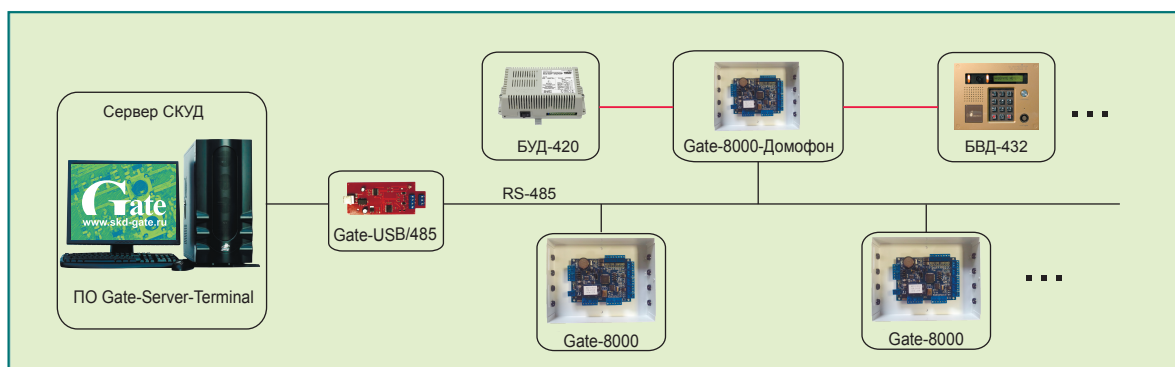 Сервер СКУД
Gate
www.skd-gate.ru
ПО Gate-Server-Terminal
Gate-USB/485
RS-485
БУД-420
Gate-8000-Домофон
БВД-432
Gate-8000
Gate-8000